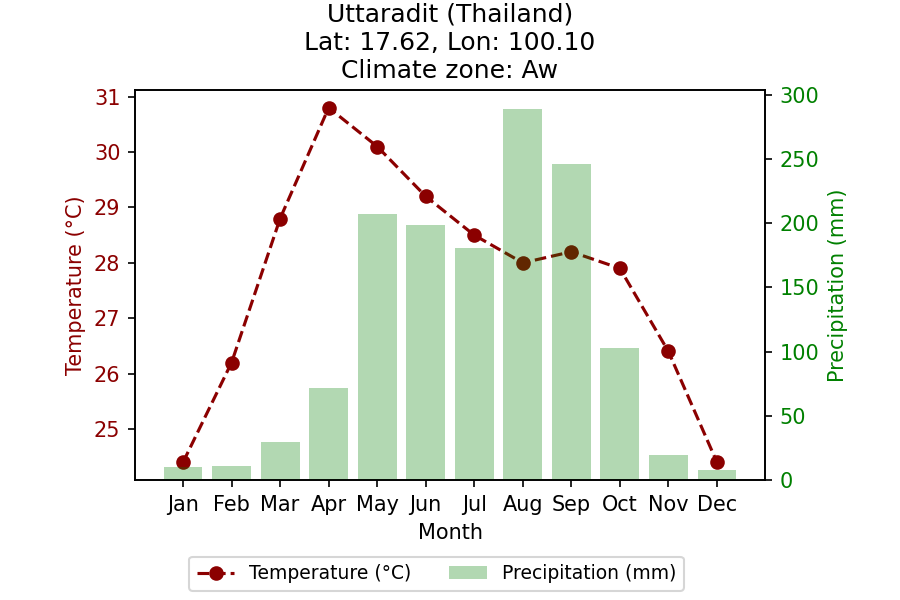 Uttaradit (Thailand)
Lat: 17.62, Lon: 100.10
Climate zone: Aw
31
30
29
28
27
26
25
Temperature (°C)
300
250
200
150
100
50
0
Precipitation (mm)
Jan Feb Mar Apr May Jun Jul Aug Sep Oct Nov Dec
Month
Temperature (°C) Precipitation (mm)